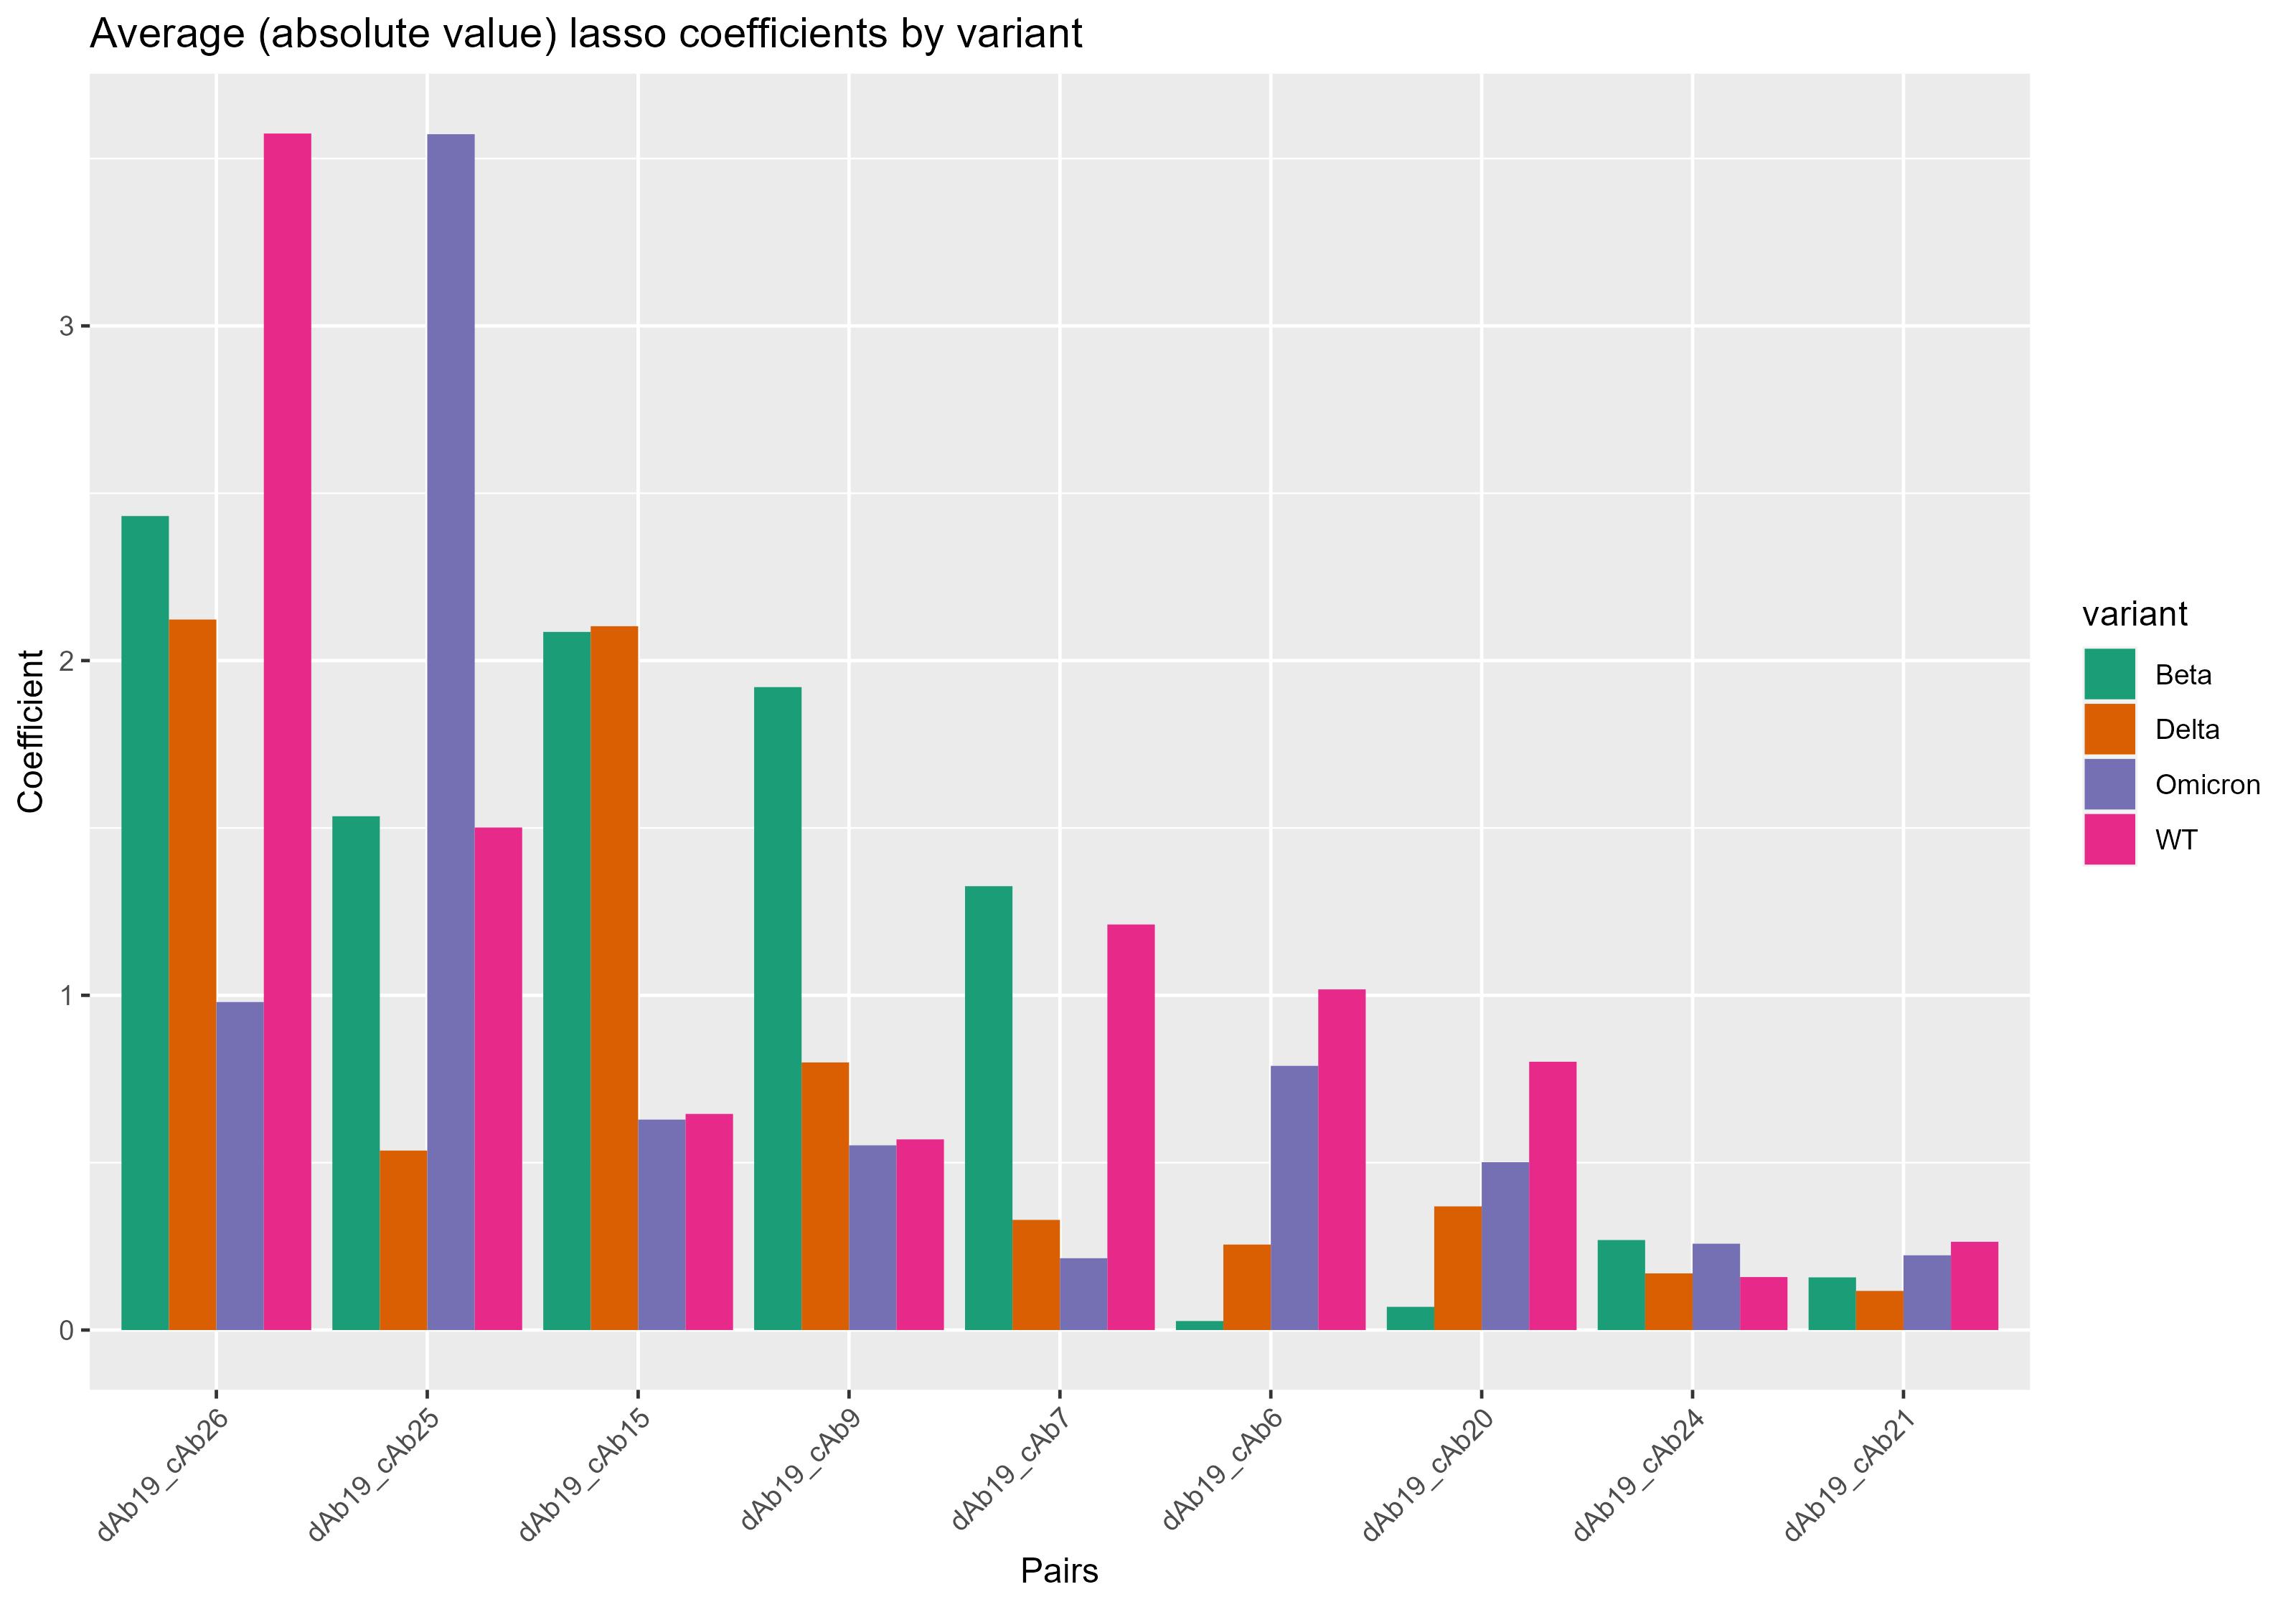 Average (absolute value) lasso coefficients by variant
Coefficient
3
2
1
0
dAb19_cAb26
dAb19_cAb25
dAb19_cAb15
dAb19_cAb9
dAb19_cAb7
dAb19_cAb6
dAb19_cAb20
dAb19_cAb24
dAb19_cAb21
Pairs
variant
Beta
Delta
Omicron
WT